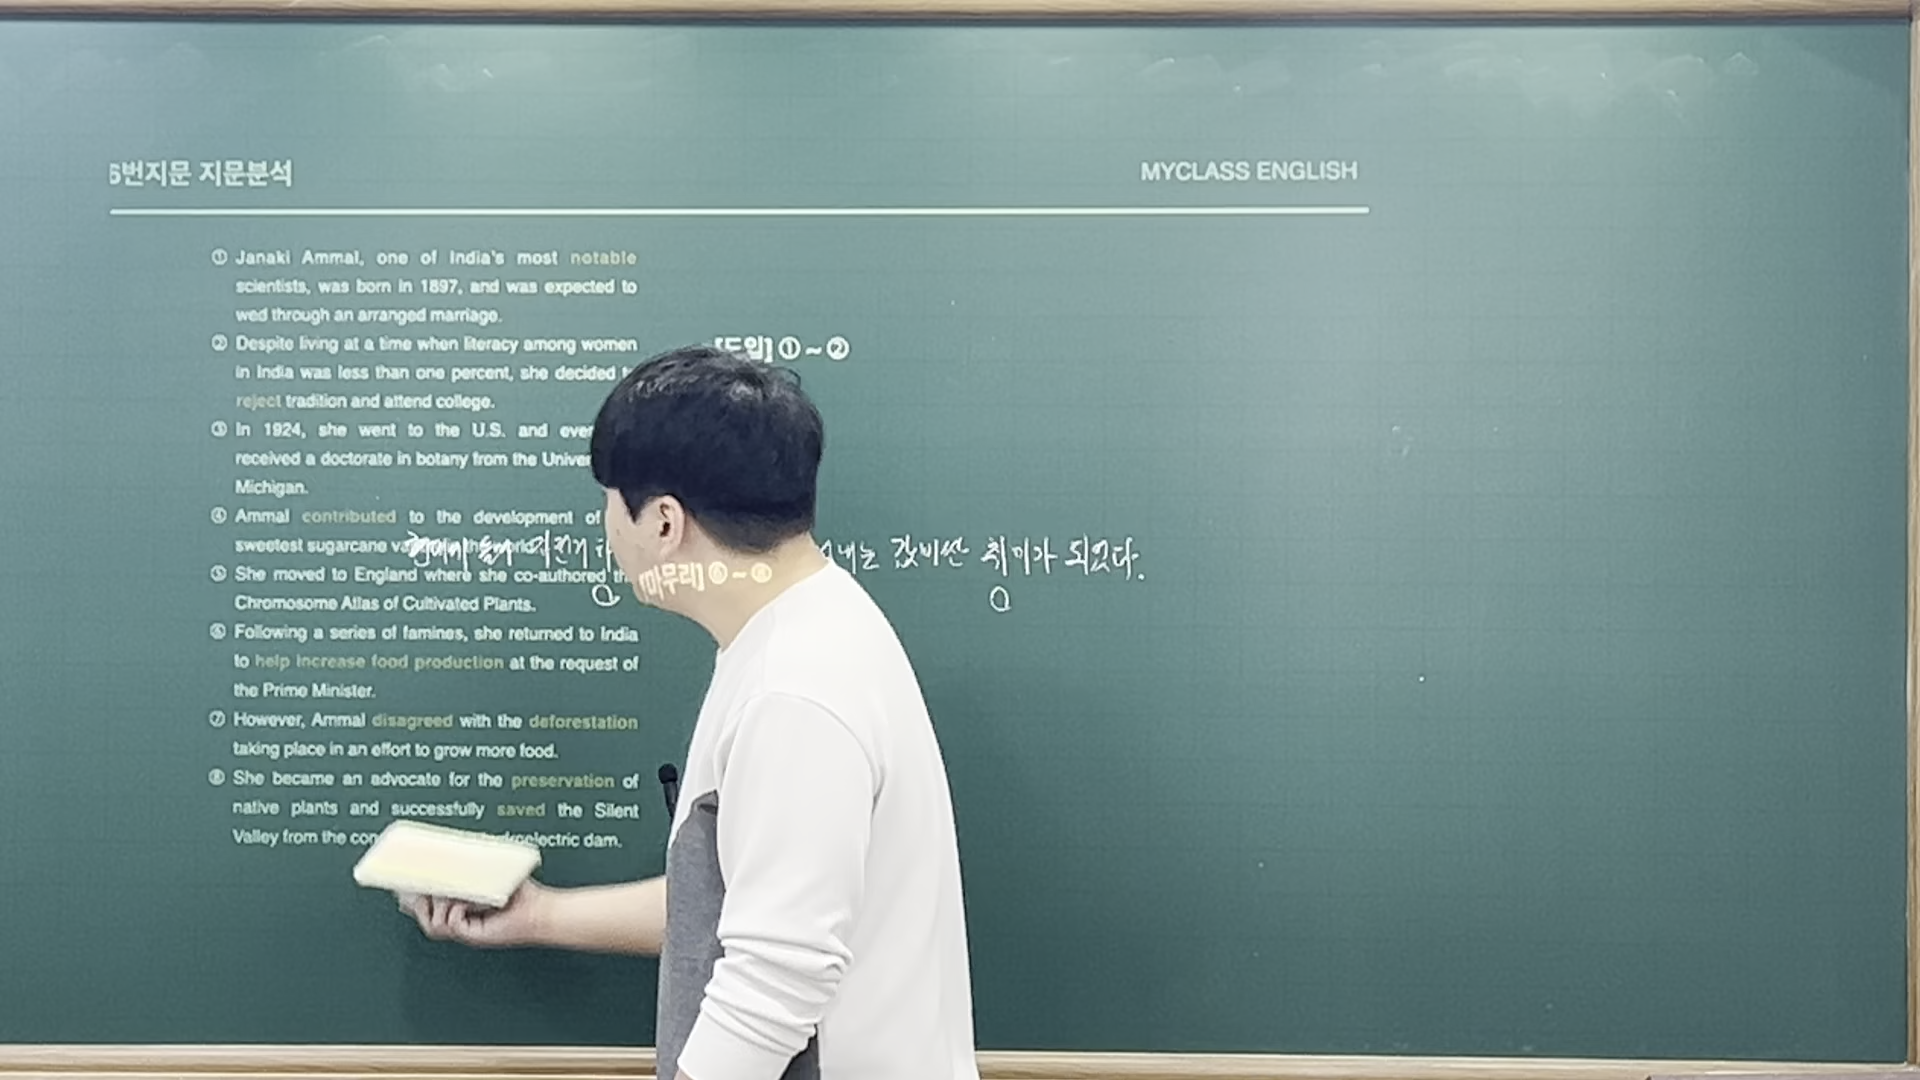 6번지문 지문분석
MYCLASS ENGLISH
① Janaki Ammal, one of India's most notable
scientists, was born in 1897, and was expected to
wed through an arranged marriage.
② Despite living at a time when literacy among women
in India was less than one percent, she decided
reject tradition and attend college.
[도입] ① ~ ②
③ In 1924, she went to the U.S. and
received a doctorate in botany from the
Michigan.
④ Ammal contributed to the development of
sweetest sugarcane in the world
값비싼 취미가 되었다.
⑤ She moved to England where she co-authored
[마무리] ⑥ ~ ⑧
Chromosome Atlas of Cultivated Plants.
⑥ Following a series of famines, she returned to India
to help increase food production at the request of
the Prime Minister.
⑦ However, Ammal disagreed with the deforestation
taking place in an effort to grow more food.
⑧ She became an advocate for the preservation of
native plants and successfully saved the Silent
Valley from the dam.